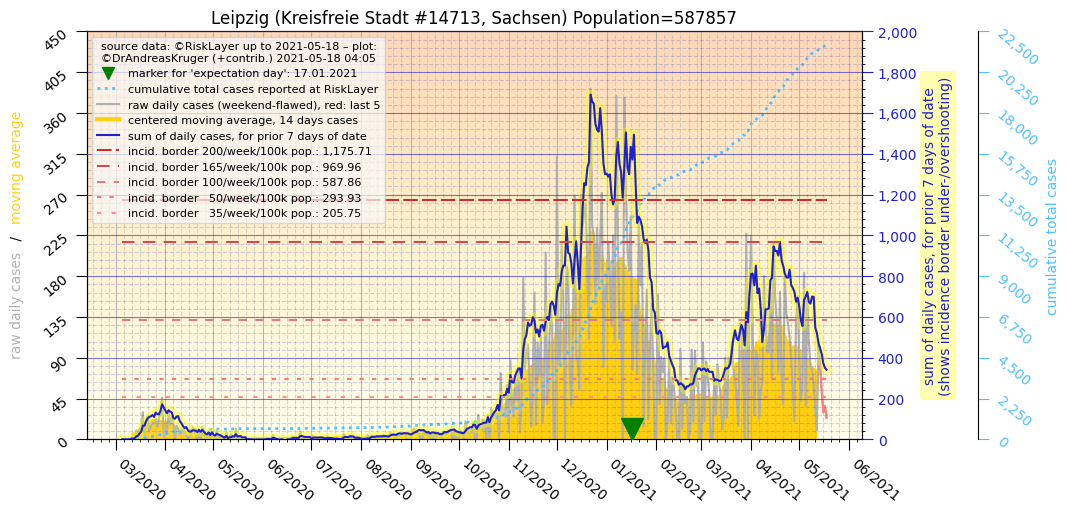 Leipzig (Kreisfreie Stadt #14713, Sachsen) Population=587857
source data: ©RiskLayer up to 2021-05-18 – plot:
©DrAndreasKruger (+contrib.) 2021-05-18 04:05
marker for 'expectation day': 17.01.2021
cumulative total cases reported at RiskLayer
raw daily cases (weekend-flawed), red: last 5
centered moving average, 14 days cases
sum of daily cases, for prior 7 days of date
incid. border 200/week/100k pop.: 1,175.71
incid. border 165/week/100k pop.: 969.96
incid. border 100/week/100k pop.: 587.86
incid. border 50/week/100k pop.: 293.93
incid. border 35/week/100k pop.: 205.75
raw daily cases / moving average
450
405
360
315
270
225
180
135
90
45
0
03/2020
04/2020
05/2020
06/2020
07/2020
08/2020
09/2020
10/2020
11/2020
12/2020
01/2021
02/2021
03/2021
04/2021
05/2021
06/2021
2,000
1,800
1,600
1,400
1,200
1,000
800
600
400
200
0
sum of daily cases, for prior 7 days of date
(shows incidence border under-/overshooting)
22,500
20,250
18,000
15,750
13,500
11,250
9,000
6,750
4,500
2,250
0
cumulative total cases